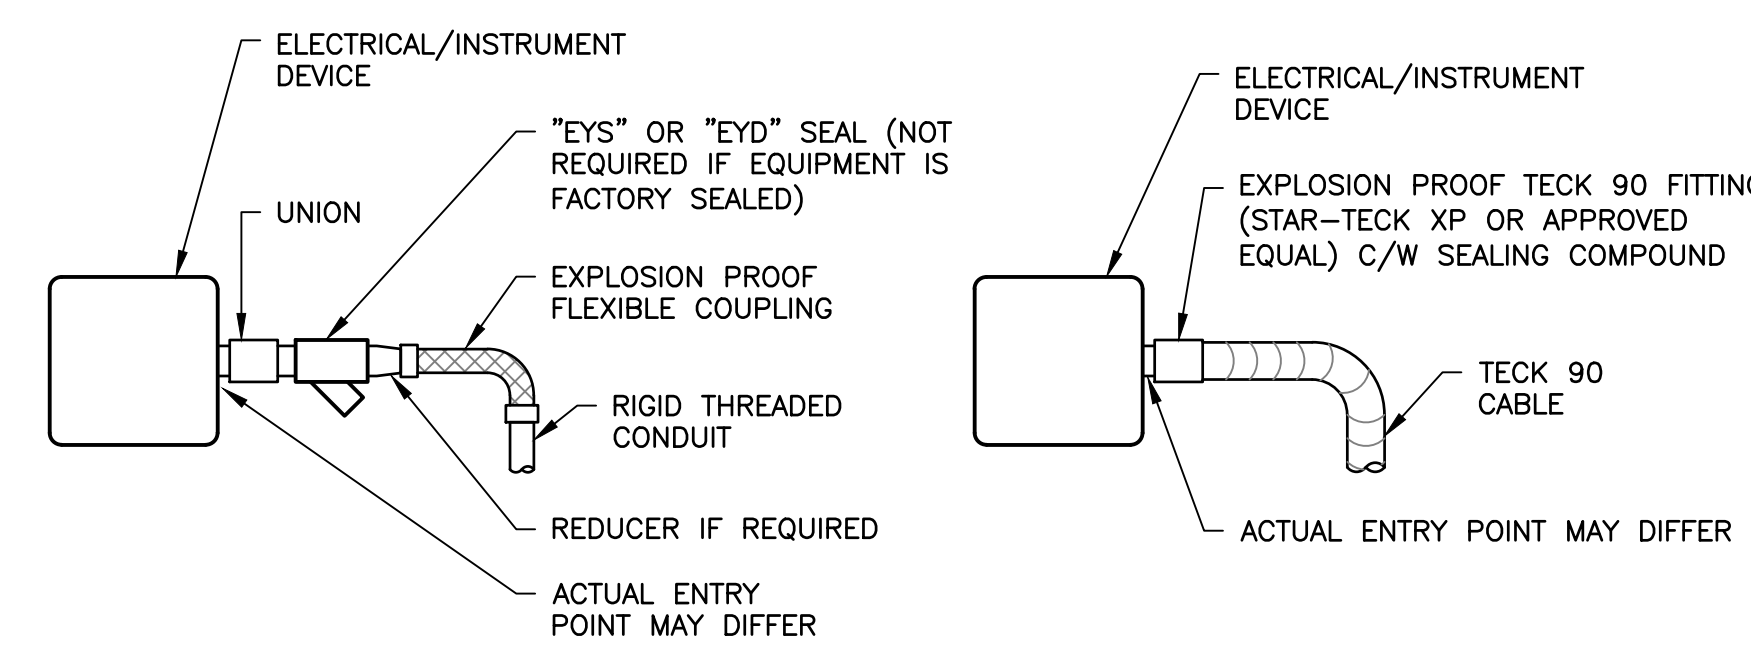 ELECTRICAL/INSTRUMENT
DEVICE
"EYS" OR "EYD" SEAL (NOT
REQUIRED IF EQUIPMENT IS
FACTORY SEALED)
UNION
EXPLOSION PROOF
FLEXIBLE COUPLING
RIGID THREADED
CONDUIT
REDUCER IF REQUIRED
ACTUAL ENTRY
POINT MAY DIFFER
ELECTRICAL/INSTRUMENT
DEVICE
EXPLOSION PROOF TECK 90 FITTING
(STAR-TECK XP OR APPROVED
EQUAL) C/W SEALING COMPOUND
TECK 90
CABLE
ACTUAL ENTRY POINT MAY DIFFER